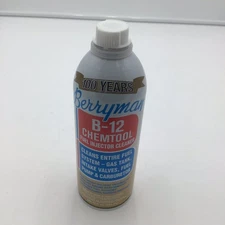 100 YEARS
Berryman
B-12
CHEMTOOL
FUEL INJECTOR CLEANER
CLEANS ENTIRE FUEL
SYSTEM - GAS TANK,
INTAKE VALVES, FUEL
PUMP & CARBURETOR